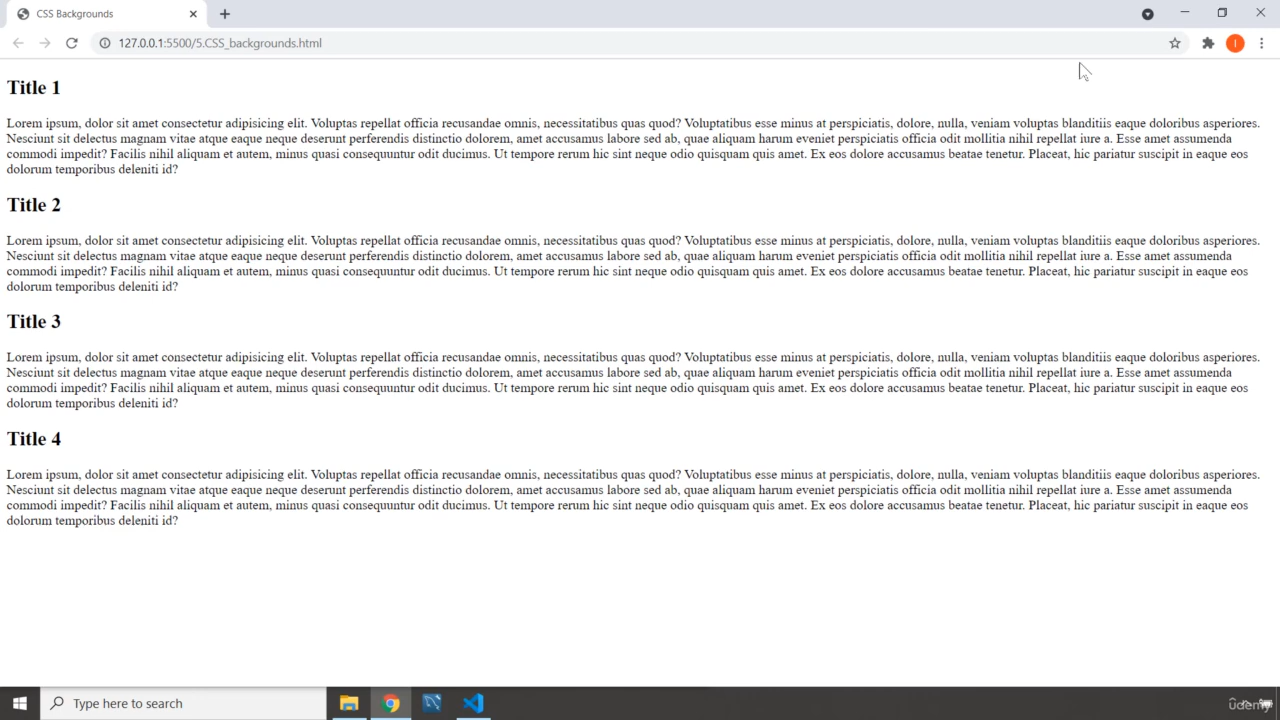 CSS Backgrounds
127.0.0.1:5500/5.CSS_backgrounds.html
I
Title 1
Lorem ipsum, dolor sit amet consectetur adipisicing elit. Voluptas repellat officia recusandae omnis, necessitatibus quas quod? Voluptatibus esse minus at perspiciatis, dolore, nulla, veniam voluptas blanditiis eaque doloribus asperiores.
Nesciunt sit delectus magnam vitae atque eaque neque deserunt perferendis distinctio dolorem, amet accusamus labore sed ab, quae aliquam harum eveniet perspiciatis officia odit mollitia nihil repellat iure a. Esse amet assumenda
commodi impedit? Facilis nihil aliquam et autem, minus quasi consequuntur odit ducimus. Ut tempore rerum hic sint neque odio quisquam quis amet. Ex eos dolore accusamus beatae tenetur. Placeat, hic pariatur suscipit in eaque eos
dolorum temporibus deleniti id?
Title 2
Lorem ipsum, dolor sit amet consectetur adipisicing elit. Voluptas repellat officia recusandae omnis, necessitatibus quas quod? Voluptatibus esse minus at perspiciatis, dolore, nulla, veniam voluptas blanditiis eaque doloribus asperiores.
Nesciunt sit delectus magnam vitae atque eaque neque deserunt perferendis distinctio dolorem, amet accusamus labore sed ab, quae aliquam harum eveniet perspiciatis officia odit mollitia nihil repellat iure a. Esse amet assumenda
commodi impedit? Facilis nihil aliquam et autem, minus quasi consequuntur odit ducimus. Ut tempore rerum hic sint neque odio quisquam quis amet. Ex eos dolore accusamus beatae tenetur. Placeat, hic pariatur suscipit in eaque eos
dolorum temporibus deleniti id?
Title 3
Lorem ipsum, dolor sit amet consectetur adipisicing elit. Voluptas repellat officia recusandae omnis, necessitatibus quas quod? Voluptatibus esse minus at perspiciatis, dolore, nulla, veniam voluptas blanditiis eaque doloribus asperiores.
Nesciunt sit delectus magnam vitae atque eaque neque deserunt perferendis distinctio dolorem, amet accusamus labore sed ab, quae aliquam harum eveniet perspiciatis officia odit mollitia nihil repellat iure a. Esse amet assumenda
commodi impedit? Facilis nihil aliquam et autem, minus quasi consequuntur odit ducimus. Ut tempore rerum hic sint neque odio quisquam quis amet. Ex eos dolore accusamus beatae tenetur. Placeat, hic pariatur suscipit in eaque eos
dolorum temporibus deleniti id?
Title 4
Lorem ipsum, dolor sit amet consectetur adipisicing elit. Voluptas repellat officia recusandae omnis, necessitatibus quas quod? Voluptatibus esse minus at perspiciatis, dolore, nulla, veniam voluptas blanditiis eaque doloribus asperiores.
Nesciunt sit delectus magnam vitae atque eaque neque deserunt perferendis distinctio dolorem, amet accusamus labore sed ab, quae aliquam harum eveniet perspiciatis officia odit mollitia nihil repellat iure a. Esse amet assumenda
commodi impedit? Facilis nihil aliquam et autem, minus quasi consequuntur odit ducimus. Ut tempore rerum hic sint neque odio quisquam quis amet. Ex eos dolore accusamus beatae tenetur. Placeat, hic pariatur suscipit in eaque eos
dolorum temporibus deleniti id?
Type here to search
udemy